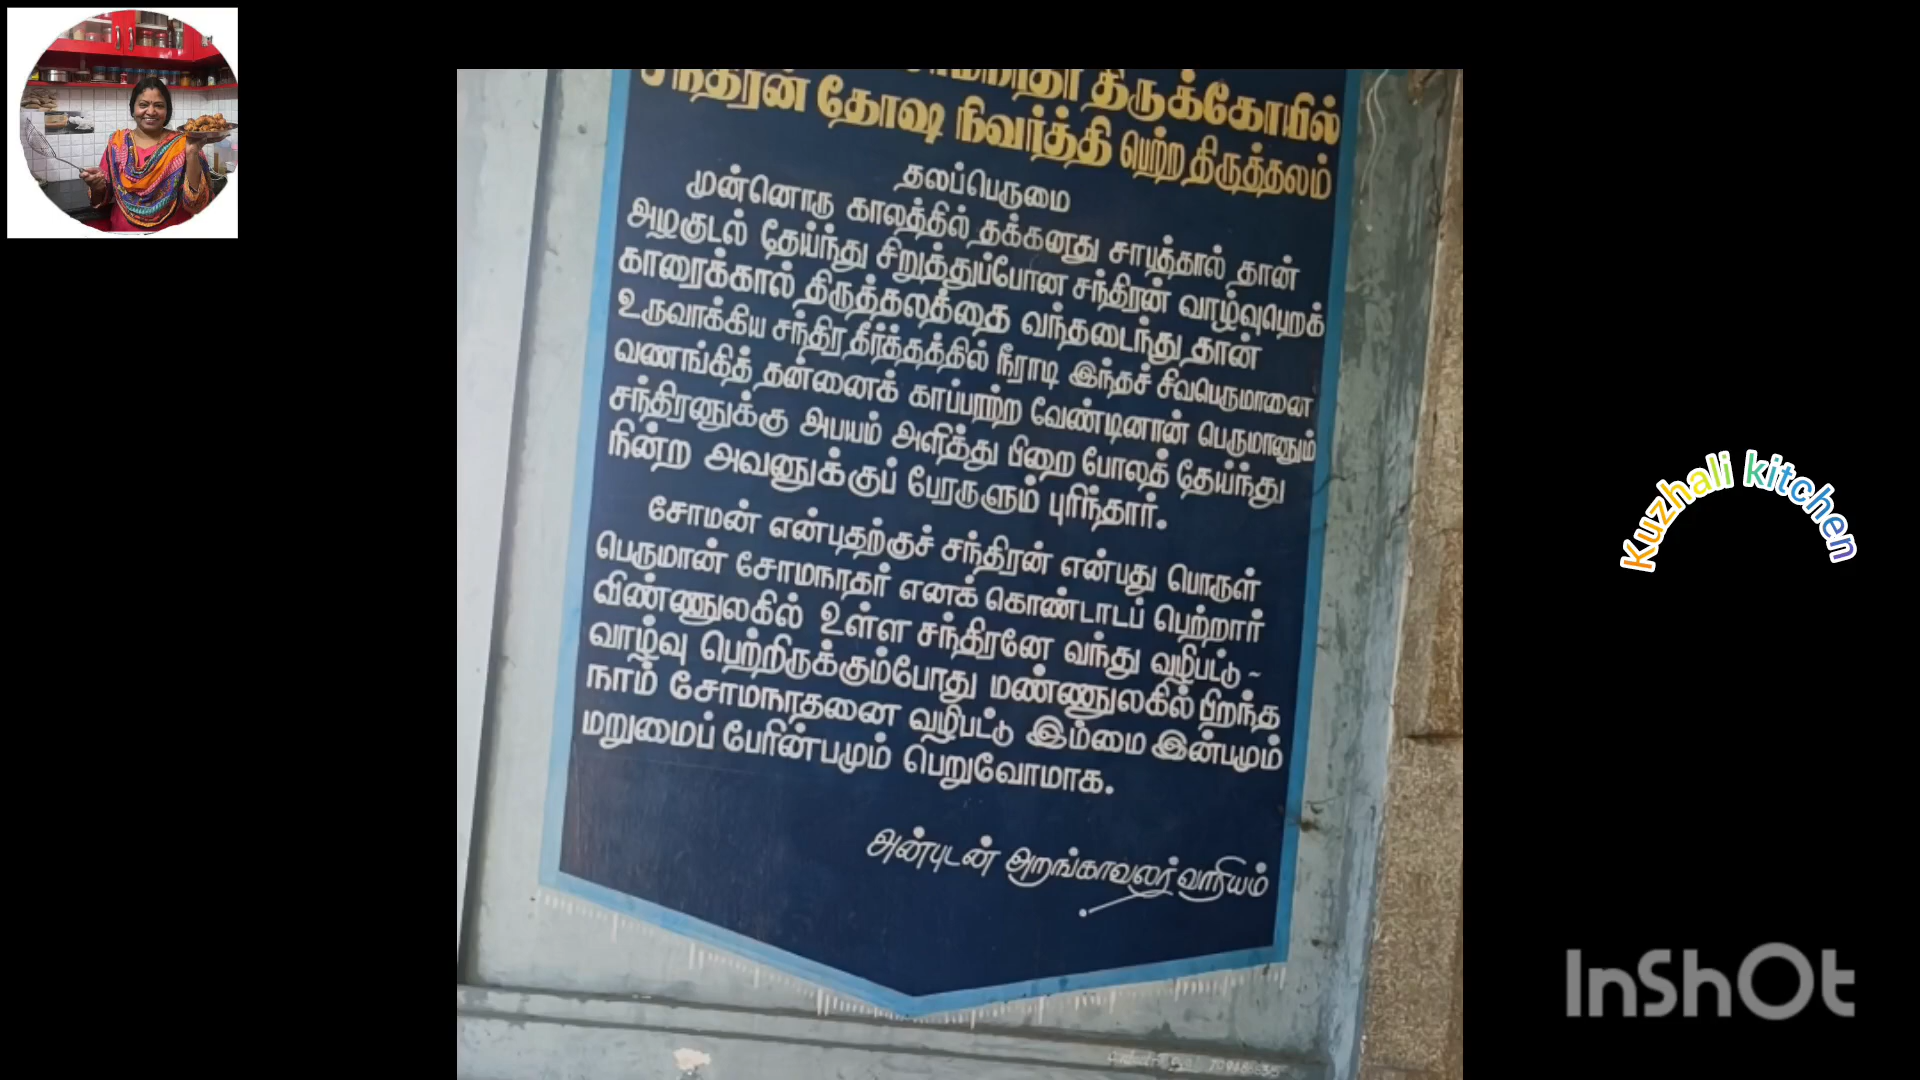 திருக்கோயில்
சந்திரன் தோஷ நிவர்த்தி பெற்ற திருத்தலம்
தலப்பெருமை
முன்னொரு காலத்தில் தக்கனது சாபத்தால் தான்
அழகுடல் தேய்ந்து சிறுத்துப்போன சந்திரன் வாழ்வுபெறக்
காரைக்கால் திருத்தலத்தை வந்தடைந்து தான்
உருவாக்கிய சந்திர தீர்த்தத்தில் நீராடி இந்தச் சிவபெருமானை
வணங்கித் தன்னைக் காப்பாற்ற வேண்டினான் பெருமானும்
சந்திரனுக்கு அபயம் அளித்து பிறை போலத் தேய்ந்து
நின்ற அவனுக்குப் பேரருளும் புரிந்தார்.
சோமன் என்பதற்குச் சந்திரன் என்பது பொருள்
பெருமான் சோமநாதர் எனக் கொண்டாடப் பெற்றார்
விண்ணுலகில் உள்ள சந்திரனே வந்து வழிபட்டு ~
வாழ்வு பெற்றிருக்கும்போது மண்ணுலகில் பிறந்த
நாம் சோமநாதனை வழிபட்டு இம்மை இன்பமும்
மறுமைப் பேரின்பமும் பெறுவோமாக.
அன்புடன் அறங்காவலர் வாரியம்
Kuzhali kitchen
InShOt